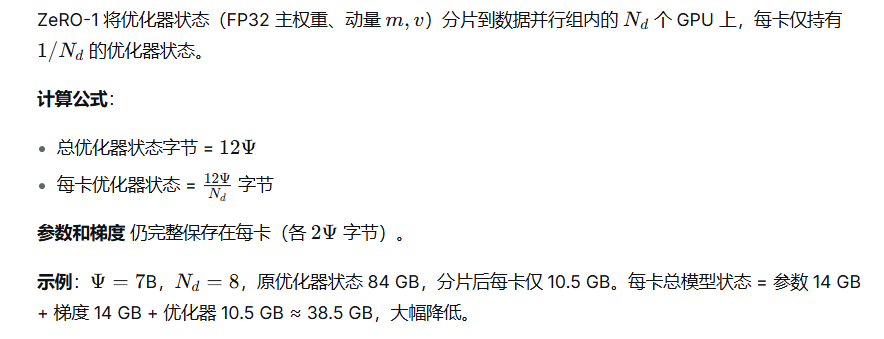 ZeRO-1 将优化器状态（FP32 主权重、动量 m, v）分片到数据并行组内的 N_d 个 GPU 上，每卡仅持有
1/N_d 的优化器状态。
计算公式：
• 总优化器状态字节 = 12Ψ
• 每卡优化器状态 = \frac{12Ψ}{N_d} 字节
参数和梯度 仍完整保存在每卡（各 2Ψ 字节）。
示例：Ψ = 7B，N_d = 8，原优化器状态 84 GB，分片后每卡仅 10.5 GB。每卡总模型状态 = 参数 14 GB
+ 梯度 14 GB + 优化器 10.5 GB ≈ 38.5 GB，大幅降低。